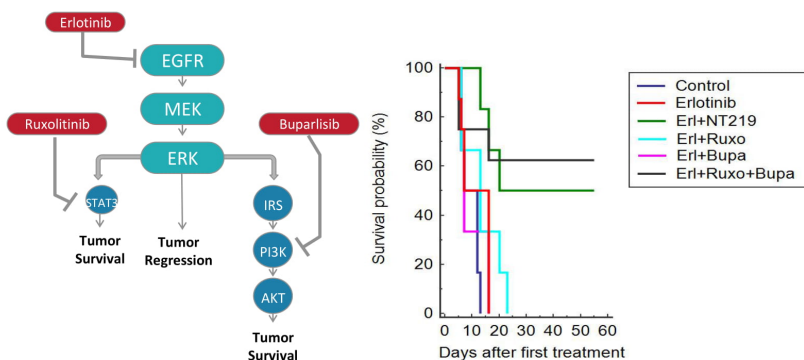 Erlotinib
EGFR
MEK
Ruxolitinib
Buparlisib
ERK
STAT3
IRS
Tumor
Survival
Tumor
Regression
PI3K
AKT
Tumor
Survival
Survival probability (%)
100
80
60
40
20
0
0 10 20 30 40 50 60
Days after first treatment
Control
Erlotinib
Erl+NT219
Erl+Ruxo
Erl+Bupa
Erl+Ruxo+Bupa